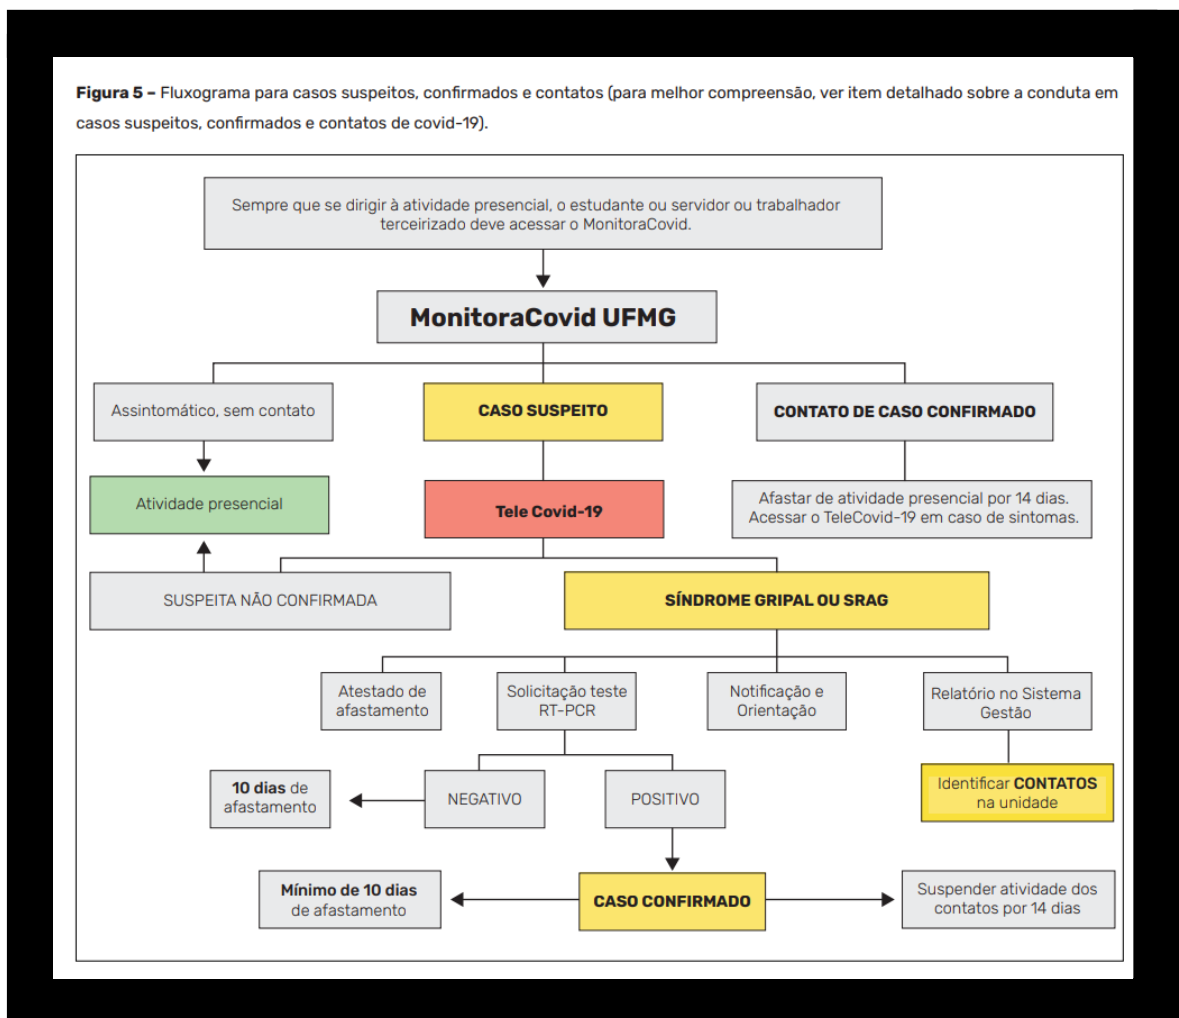 Figura 5 – Fluxograma para casos suspeitos, confirmados e contatos (para melhor compreensão, ver item detalhado sobre a conduta em
casos suspeitos, confirmados e contatos de covid-19).
Sempre que se dirigir à atividade presencial, o estudante ou servidor ou trabalhador
terceirizado deve acessar o MonitoraCovid.
MonitoraCovid UFMG
Assintomático, sem contato
CASO SUSPEITO
CONTATO DE CASO CONFIRMADO
Atividade presencial
Tele Covid-19
Afastar de atividade presencial por 14 dias.
Acessar o TeleCovid-19 em caso de sintomas.
SUSPEITA NÃO CONFIRMADA
SÍNDROME GRIPAL OU SRAG
Atestado de
afastamento
Solicitação teste
RT-PCR
Notificação e
Orientação
Relatório no Sistema
Gestão
10 dias de
afastamento
NEGATIVO
POSITIVO
Identificar CONTATOS
na unidade
Mínimo de 10 dias
de afastamento
CASO CONFIRMADO
Suspender atividade dos
contatos por 14 dias